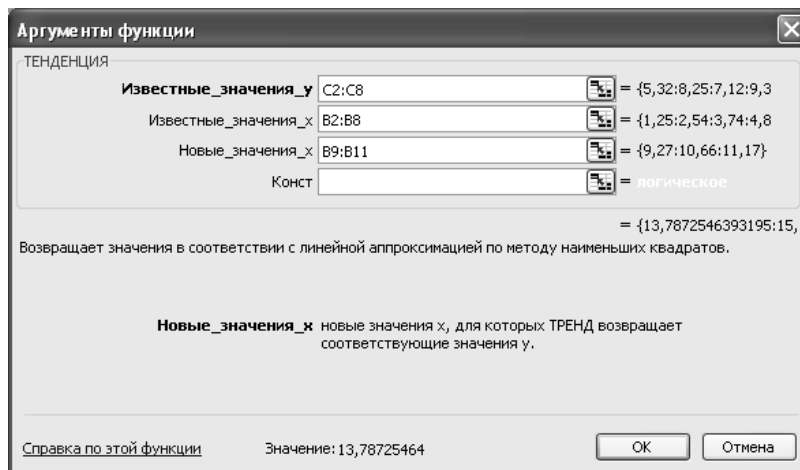 Аргументы функции
ТЕНДЕНЦИЯ
Известные_значения_y C2:C8 = {5,32:8,25:7,12:9,3
Известные_значения_x B2:B8 = {1,25:2,54:3,74:4,8
Новые_значения_x B9:B11 = {9,27:10,66:11,17}
Конст = логическое
= {13,7872546393195:15,
Возвращает значения в соответствии с линейной аппроксимацией по методу наименьших квадратов.
Новые_значения_x новые значения x, для которых ТРЕНД возвращает
соответствующие значения y.
Справка по этой функции Значение: 13,78725464 OK Отмена